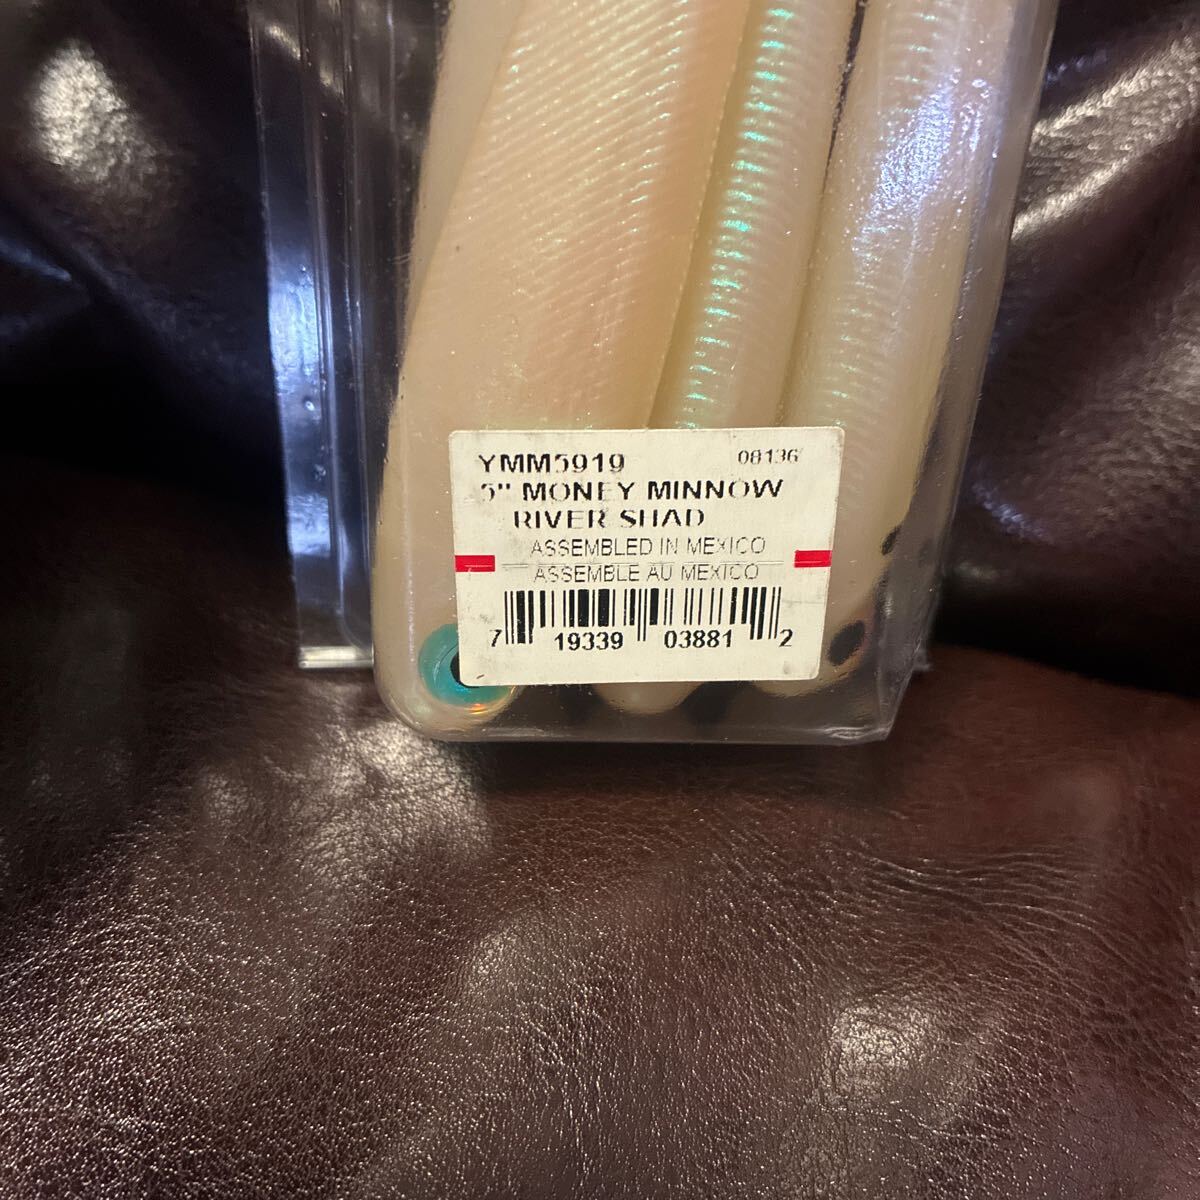 YMM5919 08136
5" MONEY MINNOW
RIVER SHAD
ASSEMBLED IN MEXICO
ASSEMBLE AU MEXICO
7 19339 03881 2